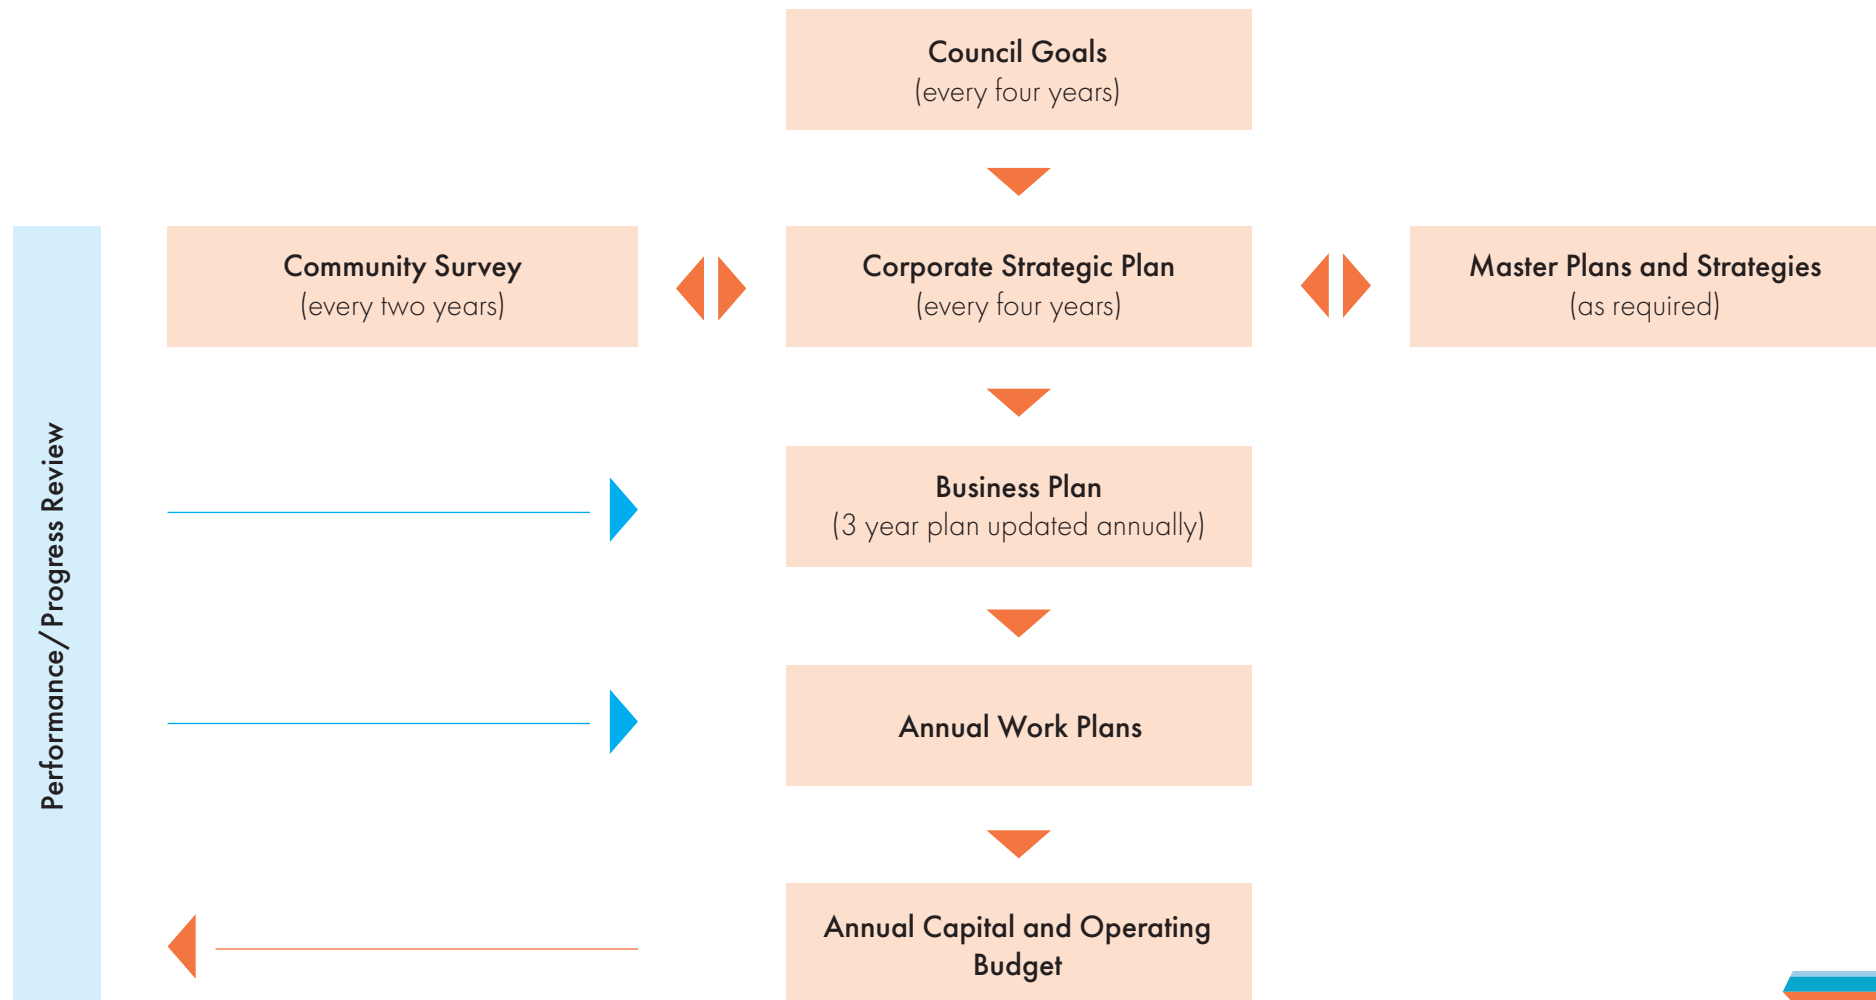 Council Goals
(every four years)
Community Survey
(every two years)
Corporate Strategic Plan
(every four years)
Master Plans and Strategies
(as required)
Performance/Progress Review
Business Plan
(3 year plan updated annually)
Annual Work Plans
Annual Capital and Operating
Budget